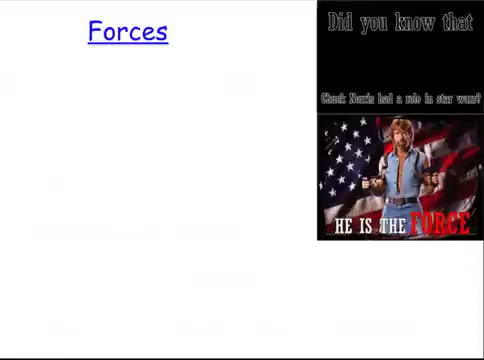 Forces
Did you know that
Chuck Norris had a role in star wars?
HE IS THE FORCE